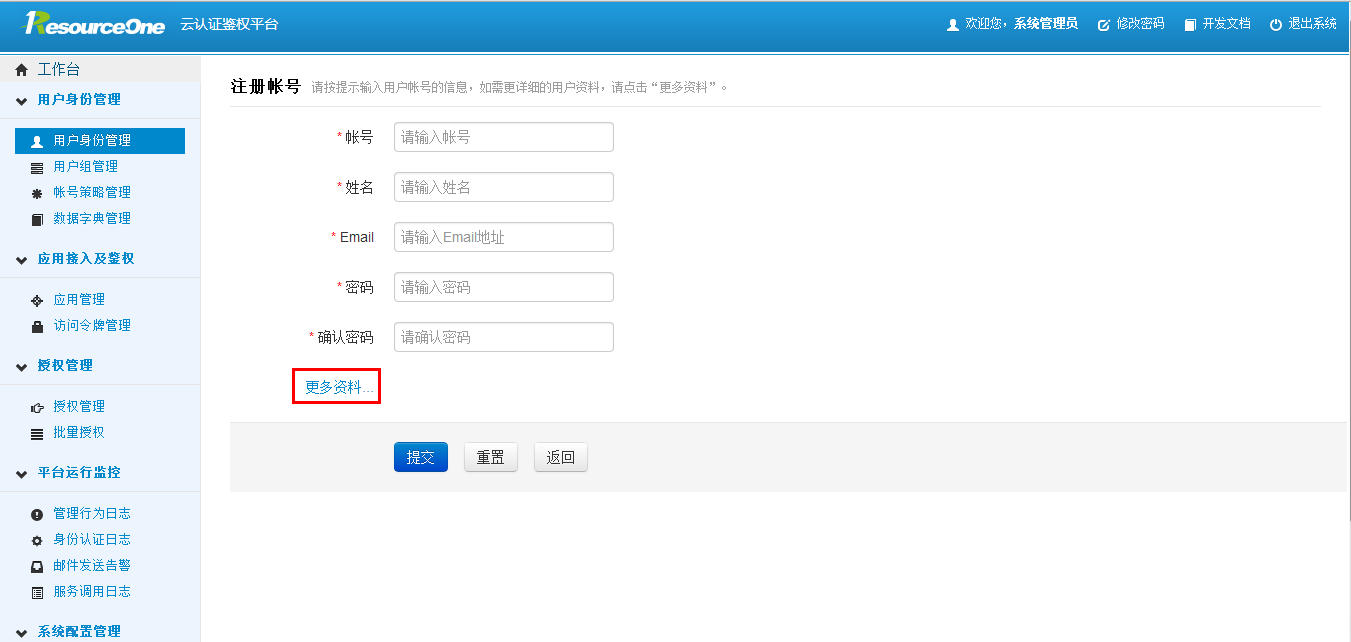 ResourceOne 云认证鉴权平台 欢迎您，系统管理员 修改密码 开发文档 退出系统
工作台
用户身份管理
用户身份管理
用户组管理
帐号策略管理
数据字典管理
应用接入及鉴权
应用管理
访问令牌管理
授权管理
授权管理
批量授权
平台运行监控
管理行为日志
身份认证日志
邮件发送告警
服务调用日志
系统配置管理
注册帐号 请按提示输入用户帐号的信息，如需更详细的用户资料，请点击“更多资料”。
*帐号 请输入帐号
*姓名 请输入姓名
*Email 请输入Email地址
*密码 请输入密码
*确认密码 请确认密码
更多资料...
提交 重置 返回